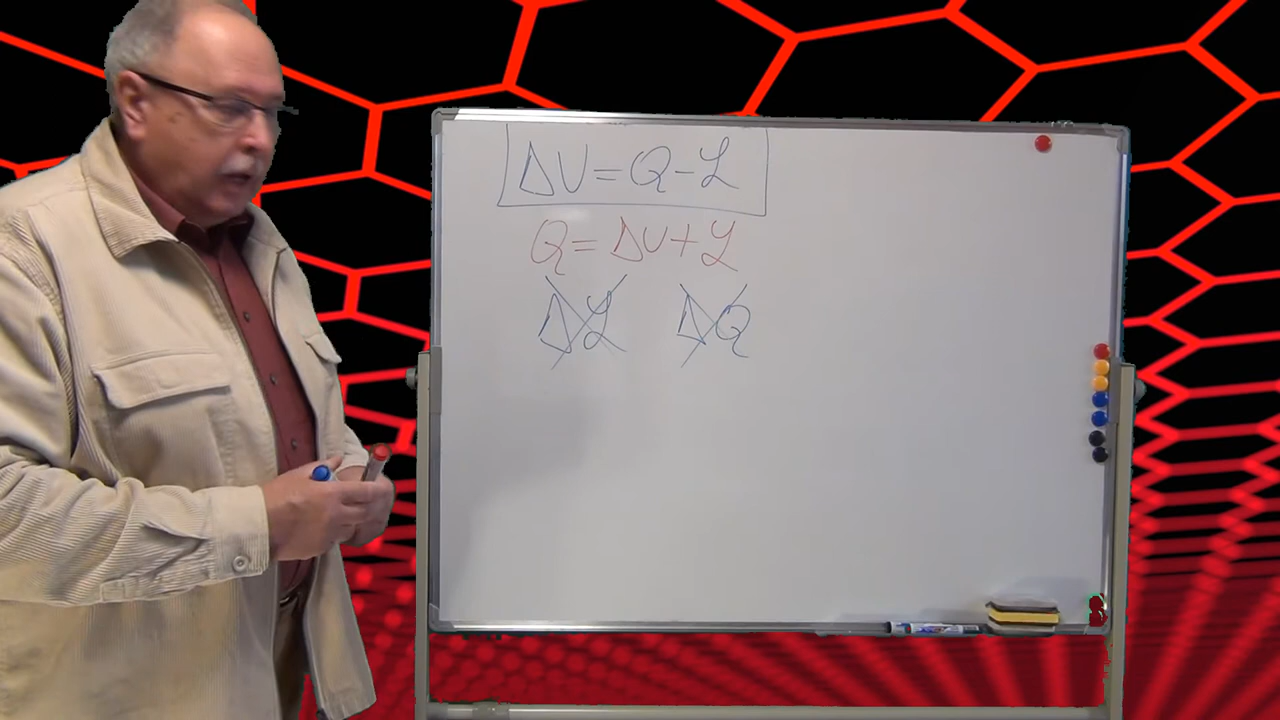 ΔU = Q - ℒ
Q = ΔU + ℒ
Δℒ ΔQ